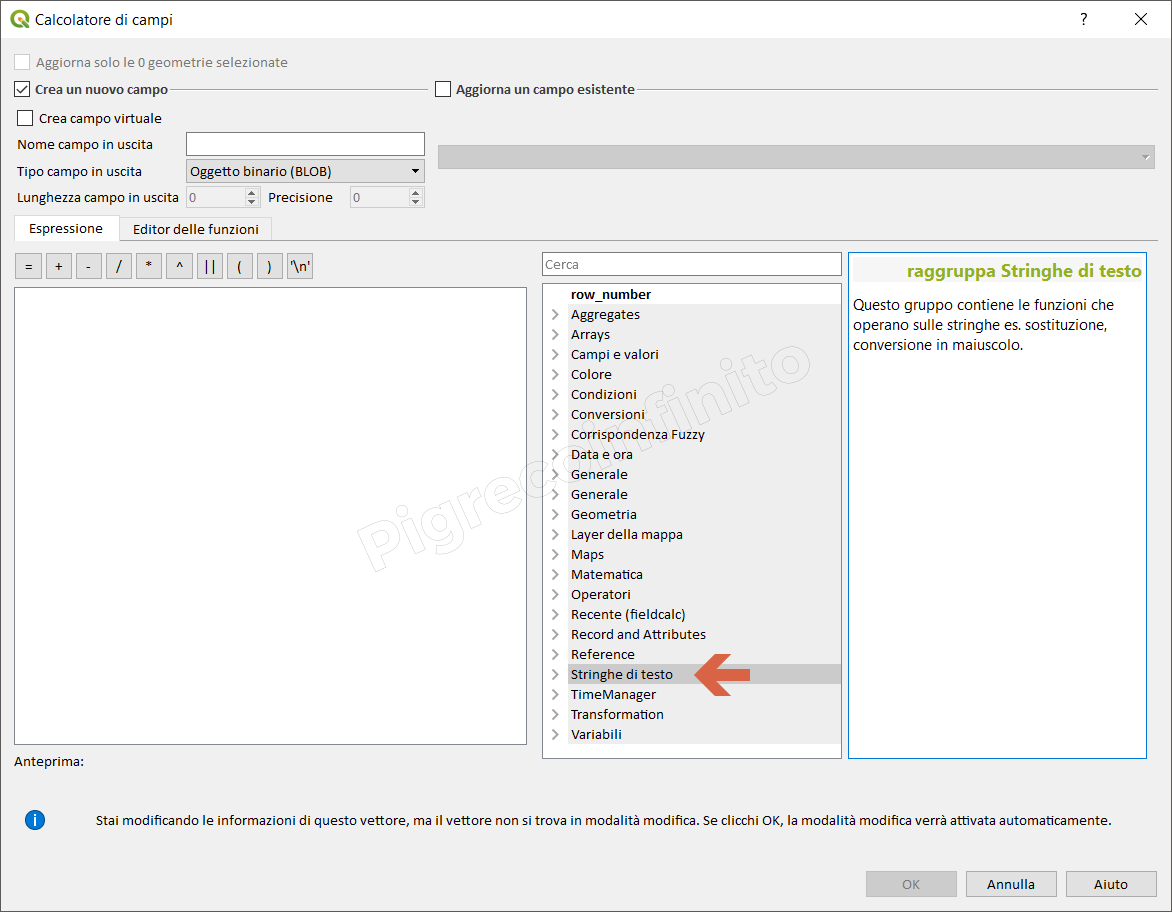 Calcolatore di campi
?
Aggiorna solo le 0 geometrie selezionate
Crea un nuovo campo
Aggiorna un campo esistente
Crea campo virtuale
Nome campo in uscita
Tipo campo in uscita
Oggetto binario (BLOB)
Lunghezza campo in uscita
0
Precisione
0
Espressione
Editor delle funzioni
= + - / * ^ || ( ) '\n'
Cerca
row_number
Aggregates
Arrays
Campi e valori
Colore
Condizioni
Conversioni
Corrispondenza Fuzzy
Data e ora
Generale
Generale
Geometria
Layer della mappa
Maps
Matematica
Operatori
Recente (fieldcalc)
Record and Attributes
Reference
Stringhe di testo
TimeManager
Transformation
Variabili
raggruppa Stringhe di testo
Questo gruppo contiene le funzioni che
operano sulle stringhe es. sostituzione,
conversione in maiuscolo.
Pigrecoinfinito
Anteprima:
Stai modificando le informazioni di questo vettore, ma il vettore non si trova in modalità modifica. Se clicchi OK, la modalità modifica verrà attivata automaticamente.
OK
Annulla
Aiuto